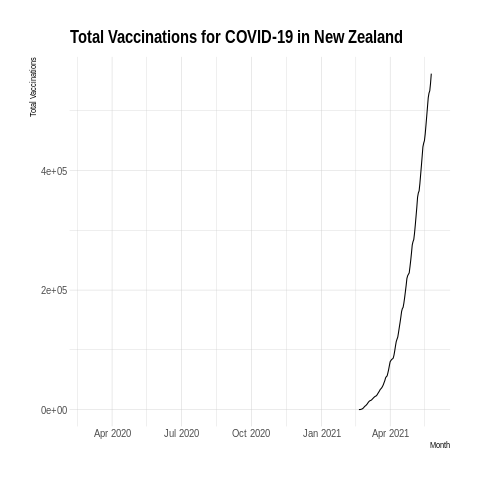 Total Vaccinations for COVID-19 in New Zealand
Total Vaccinations
4e+05
2e+05
0e+00
Apr 2020 Jul 2020 Oct 2020 Jan 2021 Apr 2021
Month